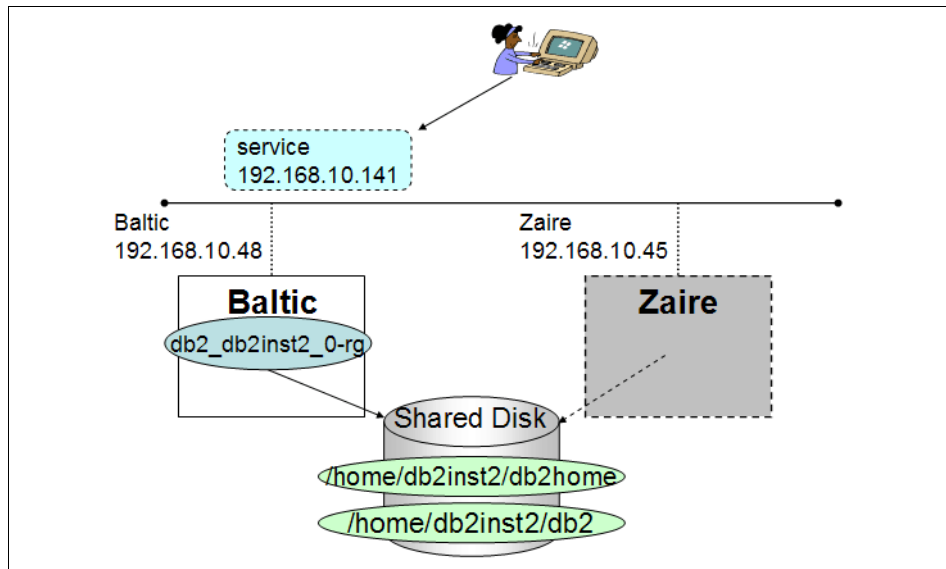 service
192.168.10.141
Baltic
192.168.10.48
Zaire
192.168.10.45
Baltic
Zaire
db2_db2inst2_0-rg
Shared Disk
/home/db2inst2/db2home
/home/db2inst2/db2